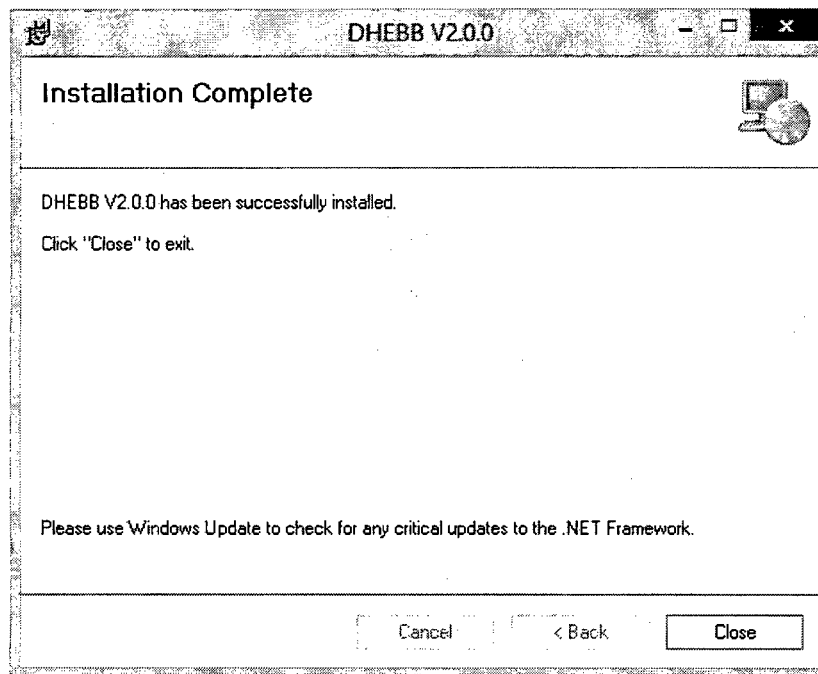 DHEBB V2.0.0
Installation Complete
DHEBB V2.0.0 has been successfully installed.
Click "Close" to exit.
Please use Windows Update to check for any critical updates to the .NET Framework.
Cancel
< Back
Close